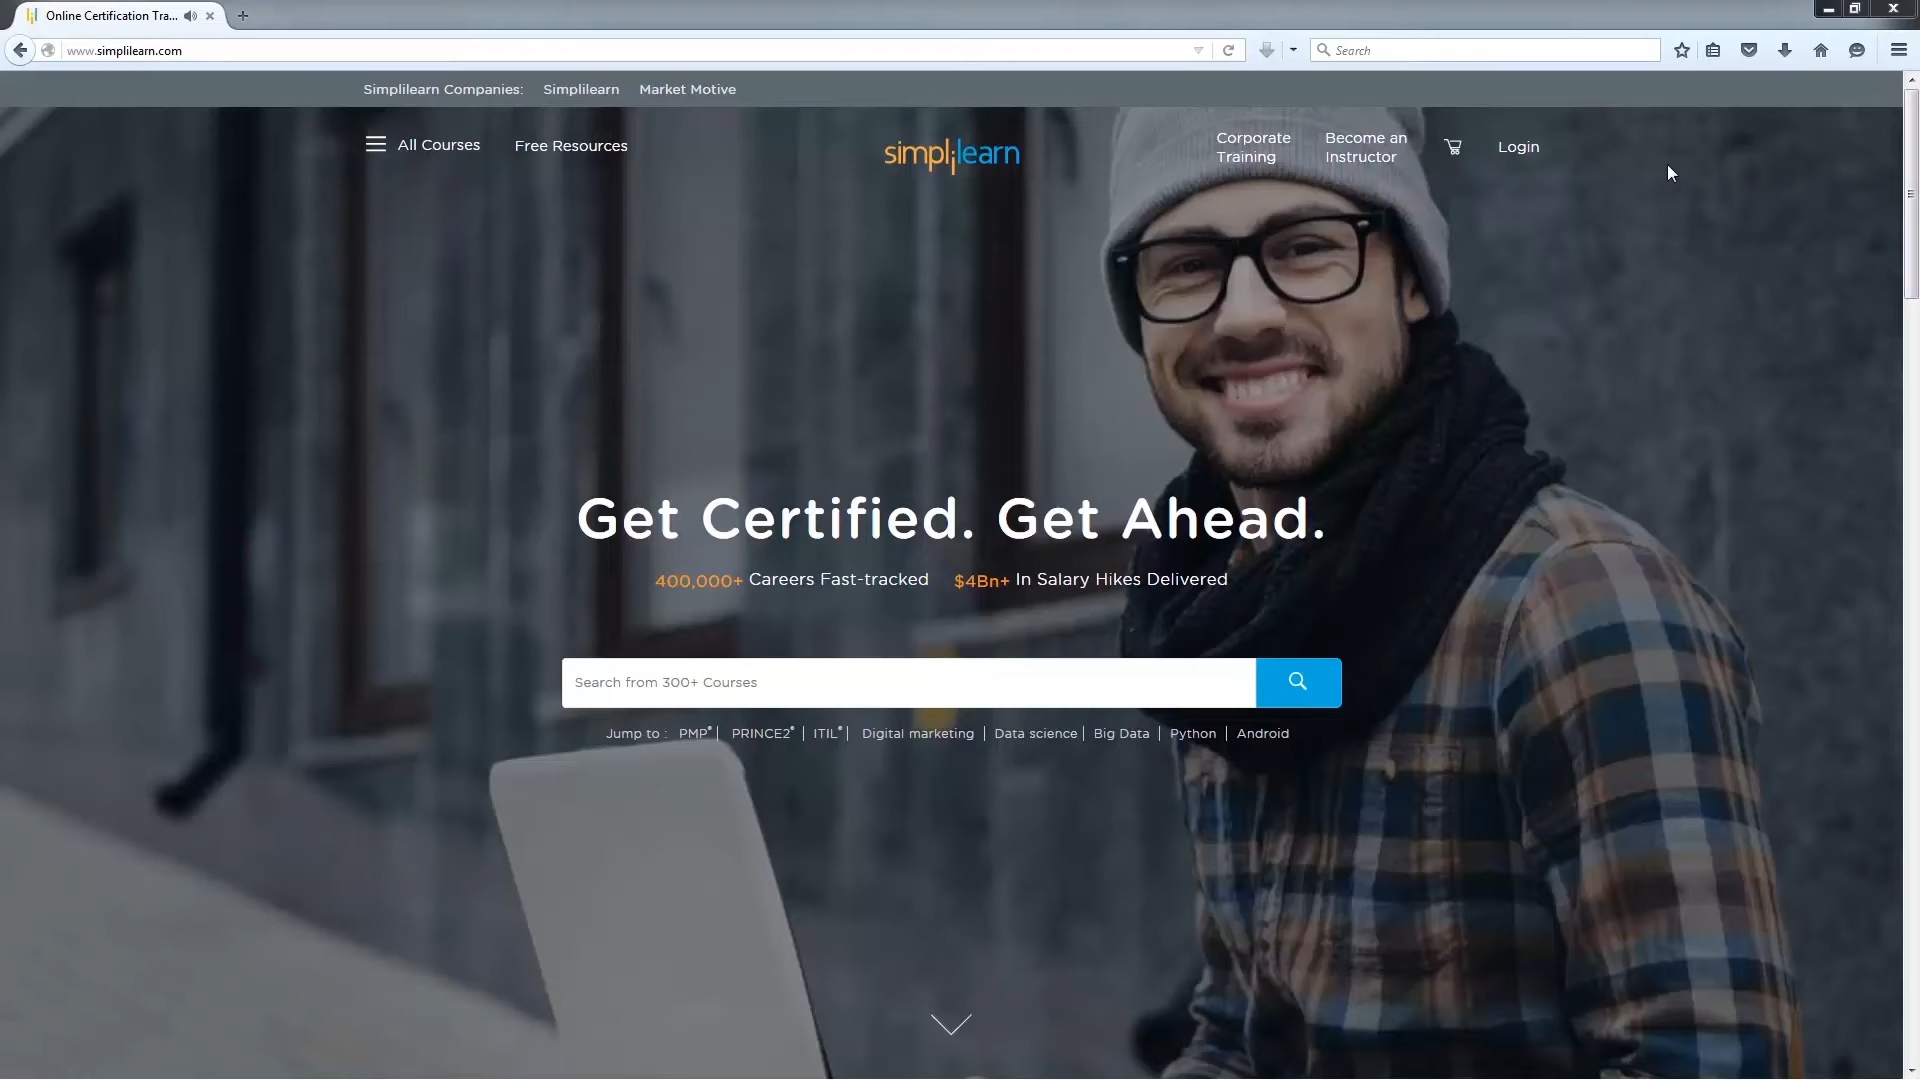 Online Certification Tra...
www.simplilearn.com
Search
Simplilearn Companies: Simplilearn Market Motive
All Courses Free Resources
simplilearn
Corporate Training
Become an Instructor
Login
Get Certified. Get Ahead.
400,000+ Careers Fast-tracked $4Bn+ In Salary Hikes Delivered
Search from 300+ Courses
Jump to : PMP® | PRINCE2® | ITIL® | Digital marketing | Data science | Big Data | Python | Android